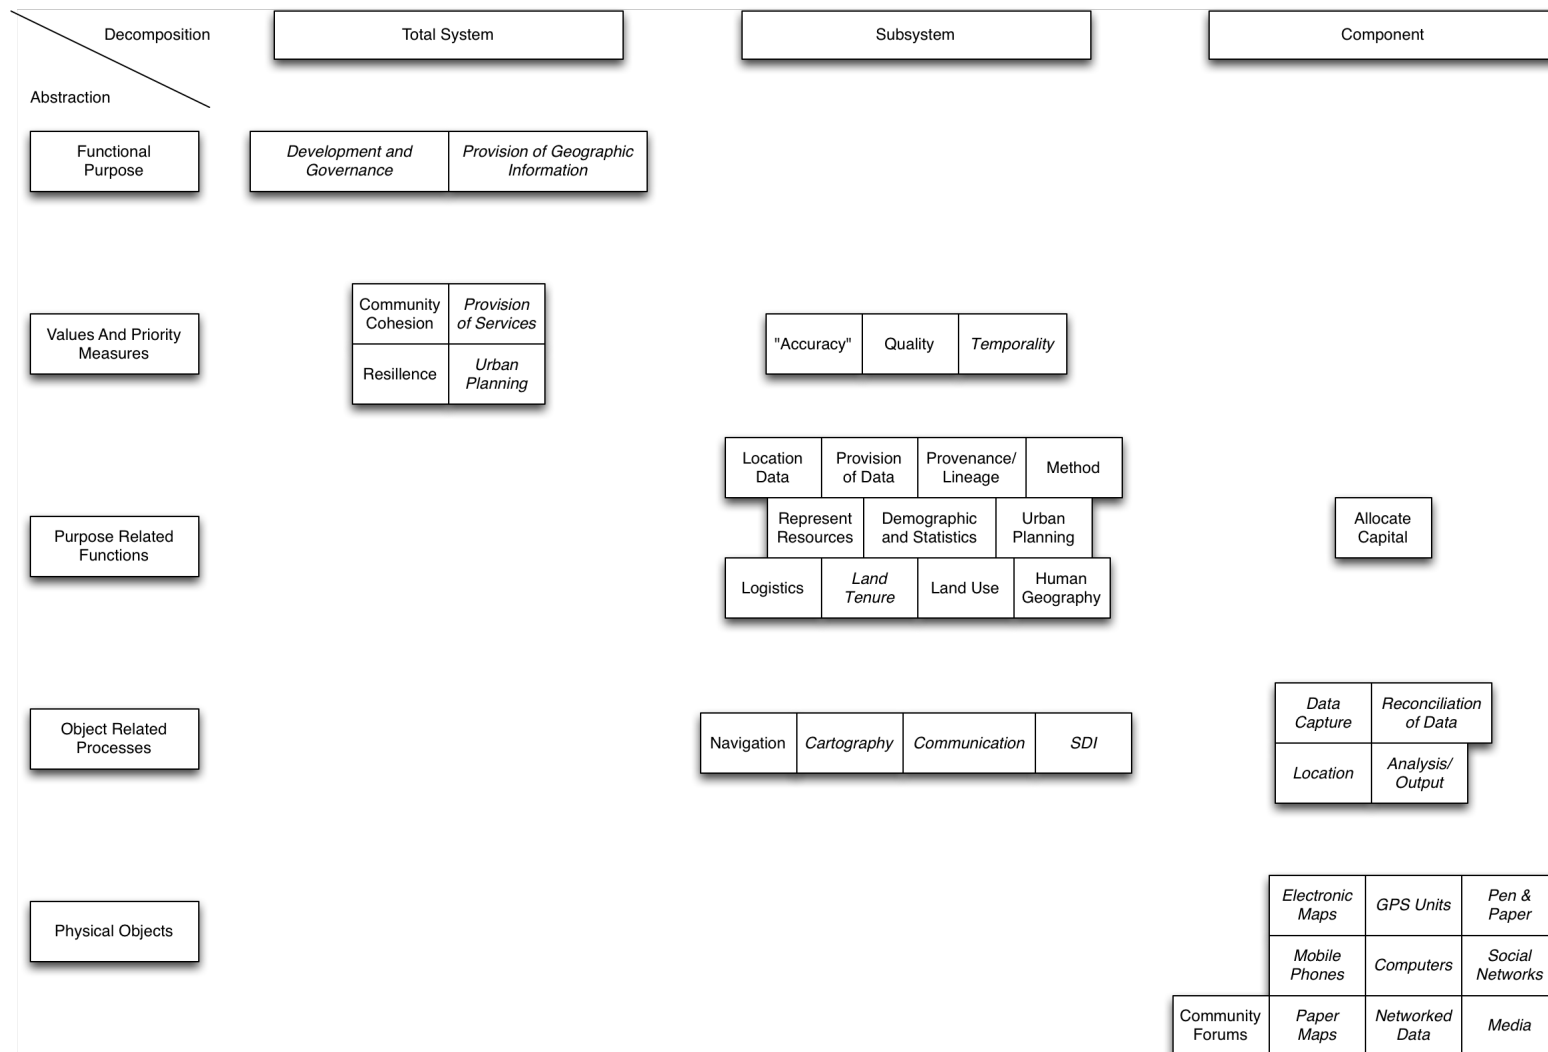 Decomposition
Total System
Subsystem
Component
Abstraction
Functional
Purpose
Development and
Governance
Provision of Geographic
Information
Values And Priority
Measures
Community
Cohesion
Provision
of Services
Resillence
Urban
Planning
"Accuracy"
Quality
Temporality
Purpose Related
Functions
Location
Data
Provision
of Data
Provenance/
Lineage
Method
Represent
Resources
Demographic
and Statistics
Urban
Planning
Logistics
Land
Tenure
Land Use
Human
Geography
Allocate
Capital
Object Related
Processes
Navigation
Cartography
Communication
SDI
Data
Capture
Reconciliation
of Data
Location
Analysis/
Output
Physical Objects
Electronic
Maps
GPS Units
Pen &
Paper
Mobile
Phones
Computers
Social
Networks
Community
Forums
Paper
Maps
Networked
Data
Media